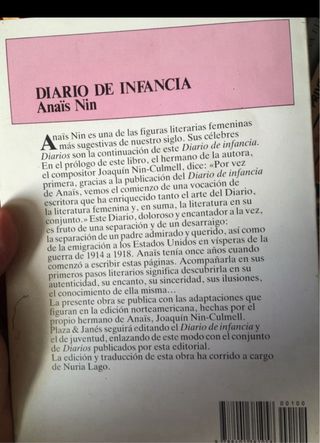 DIARIO DE INFANCIA
Anaïs Nin
Anaïs Nin es una de las figuras literarias femeninas
más sugestivas de nuestro siglo. Sus célebres
Diarios son la continuación de este Diario de infancia.
En el prólogo de este libro, el hermano de la autora,
el compositor Joaquín Nin-Culmell, dice: «Por vez
primera, gracias a la publicación del Diario de infancia
de Anaïs, vemos el comienzo de una vocación de
escritora que ha enriquecido tanto el arte del Diario,
la literatura femenina y, en suma, la literatura en su
conjunto.» Este Diario, doloroso y encantador a la vez,
es fruto de una separación y de un desarraigo:
la separación de un padre admirado y querido, así como
de la emigración a los Estados Unidos en vísperas de la
guerra de 1914 a 1918. Anaïs tenía once años cuando
comenzó a escribir estas páginas. Acompañarla en sus
primeros pasos literarios significa descubrirla en su
autenticidad, su encanto, su sinceridad, sus ilusiones,
el conocimiento de ella misma...
La presente obra se publica con las adaptaciones que
figuran en la edición norteamericana, hechas por el
propio hermano de Anaïs, Joaquín Nin-Culmell.
Plaza & Janés seguirá editando el Diario de infancia y
el de juventud, enlazando de este modo con el conjunto
de Diarios publicados por esta editorial.
La edición y traducción de esta obra ha corrido a cargo
de Nuria Lago.
00100